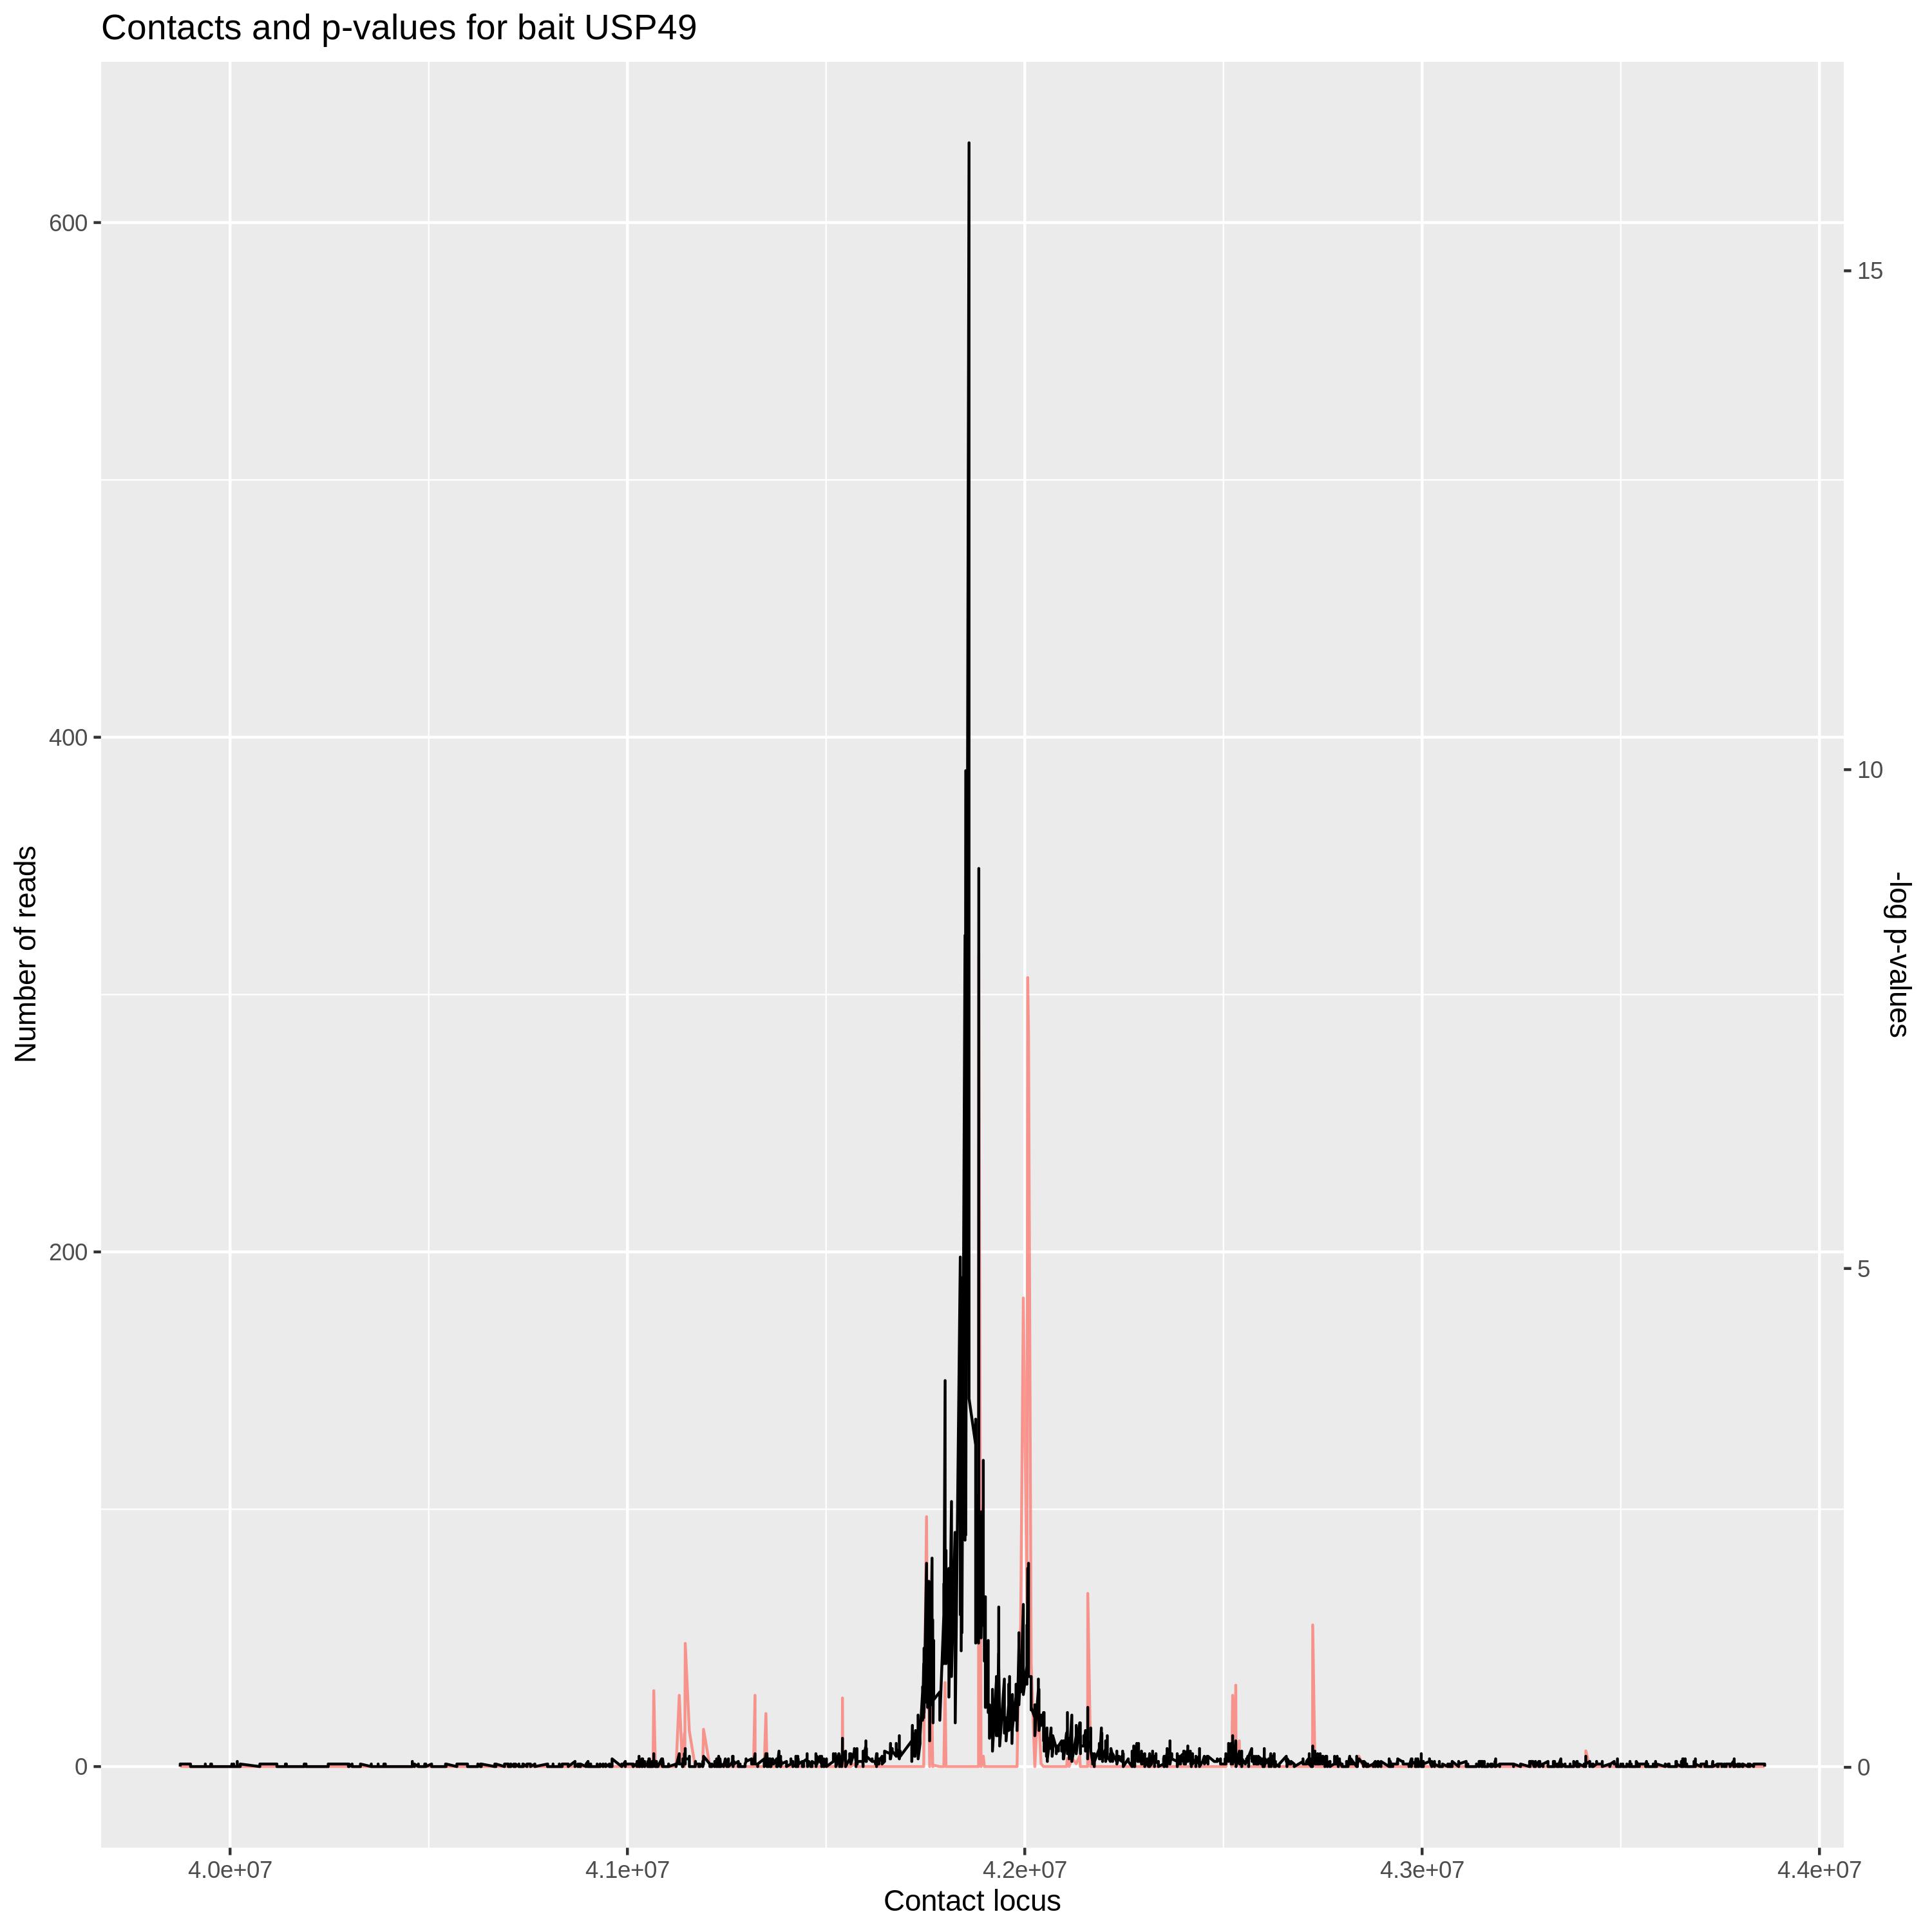 Contacts and p-values for bait USP49
600
400
200
0
Number of reads
15
10
5
0
-log p-values
4.0e+07
4.1e+07
4.2e+07
4.3e+07
4.4e+07
Contact locus